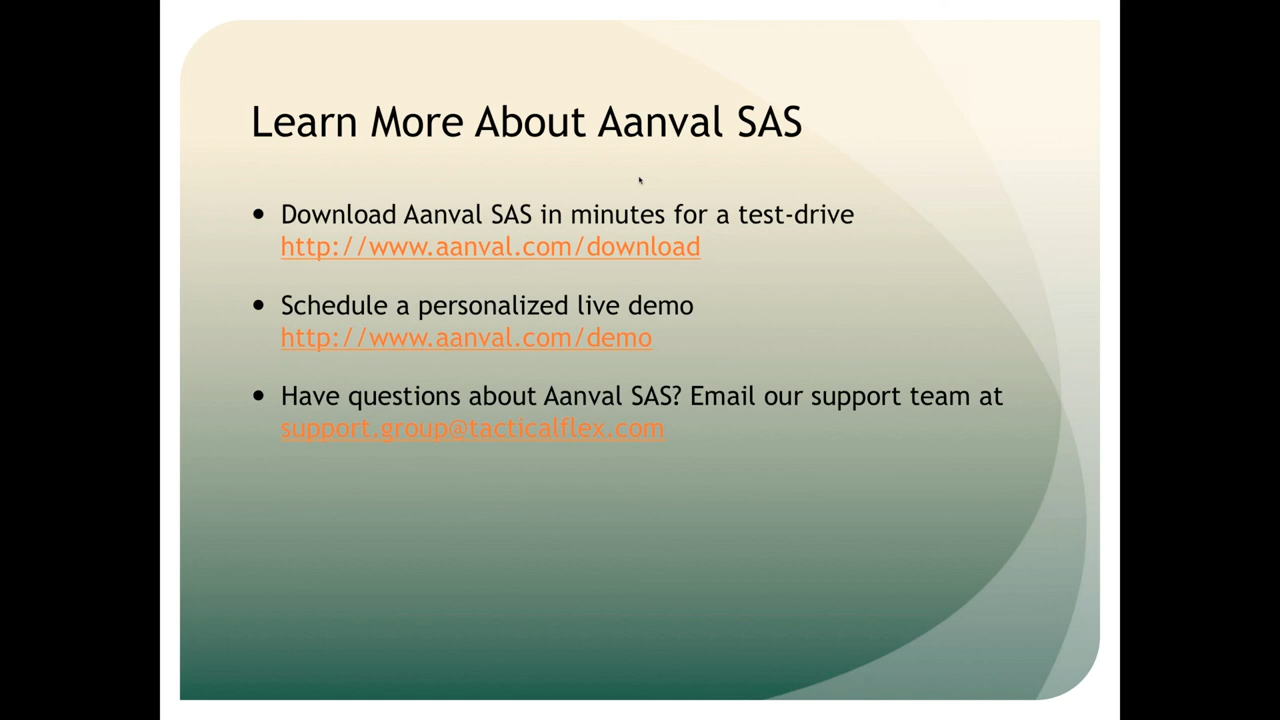 Learn More About Aanval SAS
• Download Aanval SAS in minutes for a test-drive
http://www.aanval.com/download
• Schedule a personalized live demo
http://www.aanval.com/demo
• Have questions about Aanval SAS? Email our support team at
support.group@tacticalflex.com